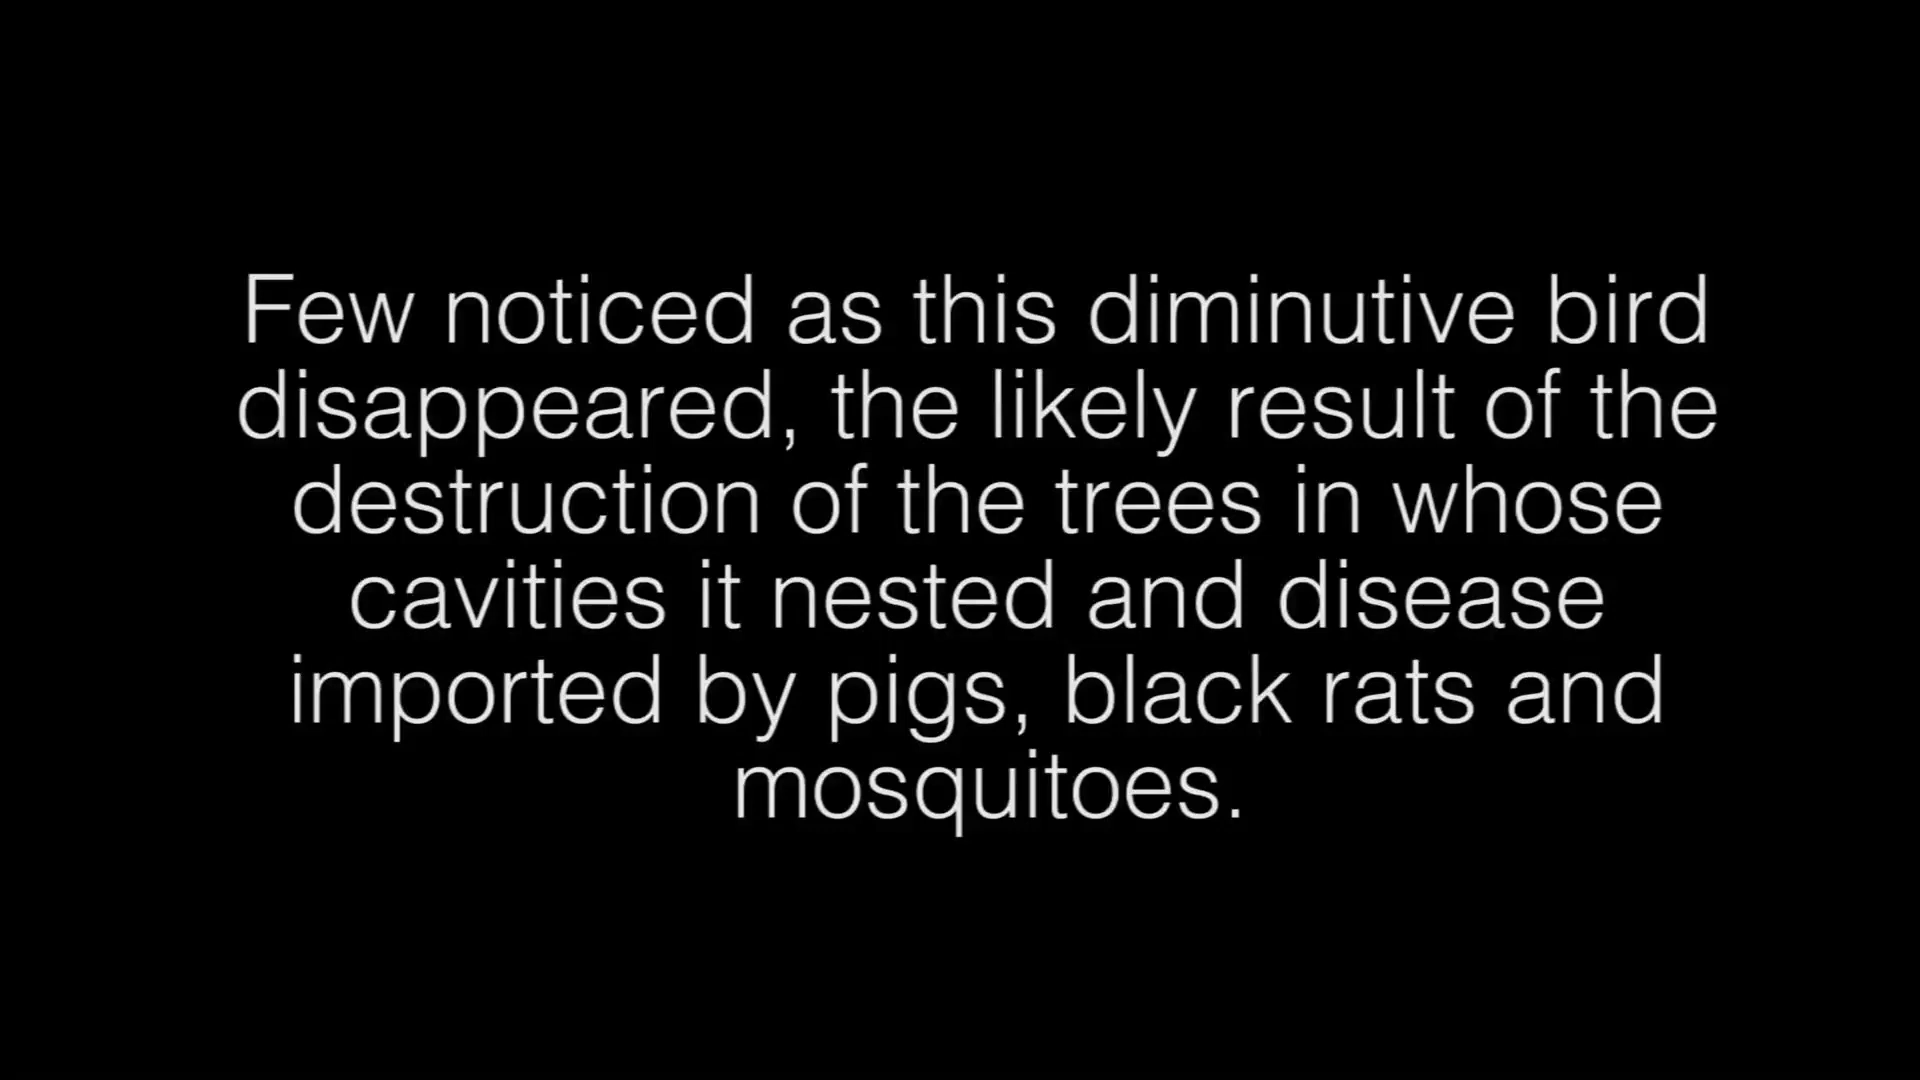 Few noticed as this diminutive bird
disappeared, the likely result of the
destruction of the trees in whose
cavities it nested and disease
imported by pigs, black rats and
mosquitoes.